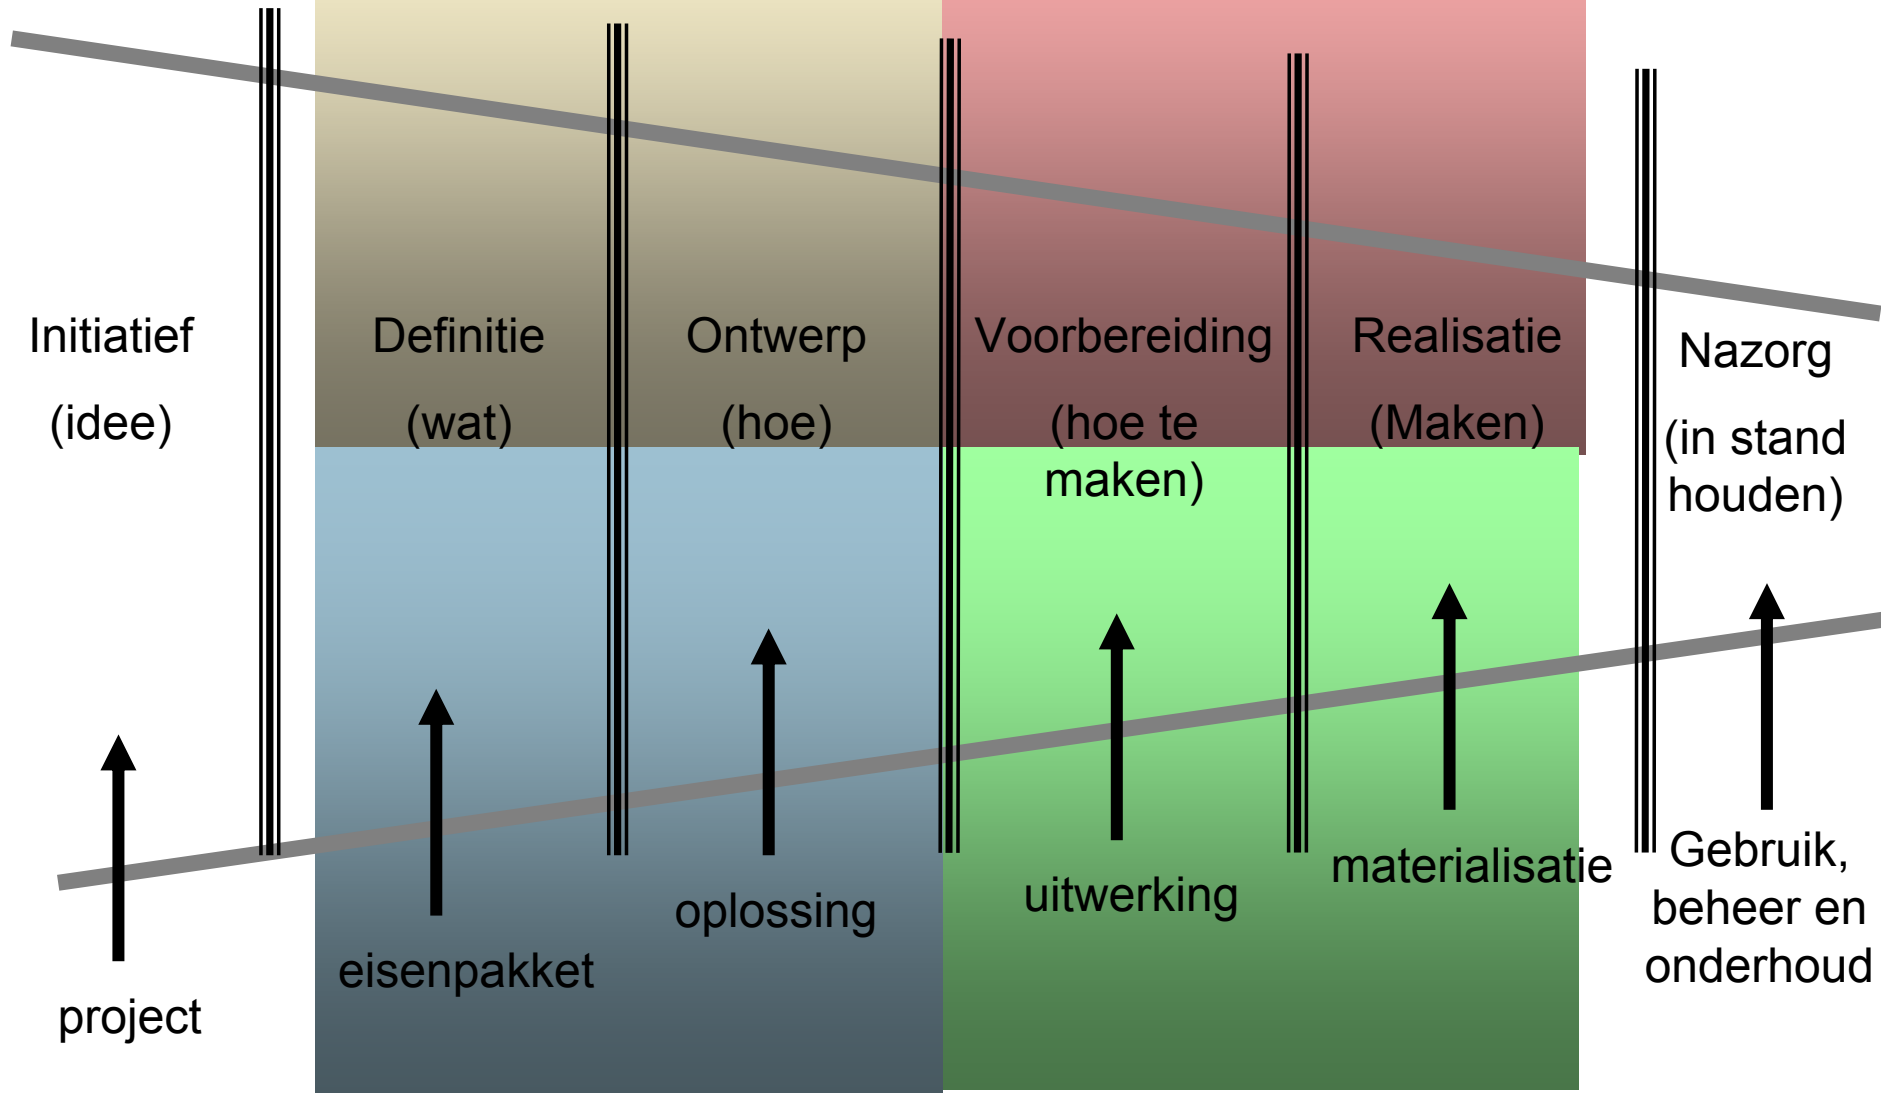 Initiatief
(idee)
Definitie
(wat)
Ontwerp
(hoe)
Voorbereiding
(hoe te
maken)
Realisatie
(Maken)
Nazorg
(in stand
houden)
project
eisenpakket
oplossing
uitwerking
materialisatie
Gebruik,
beheer en
onderhoud